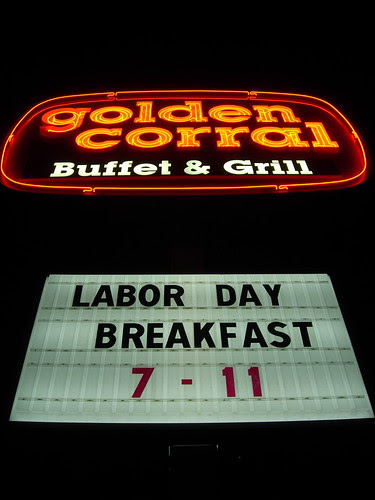 golden
corral
Buffet & Grill
LABOR DAY
BREAKFAST
7 - 11